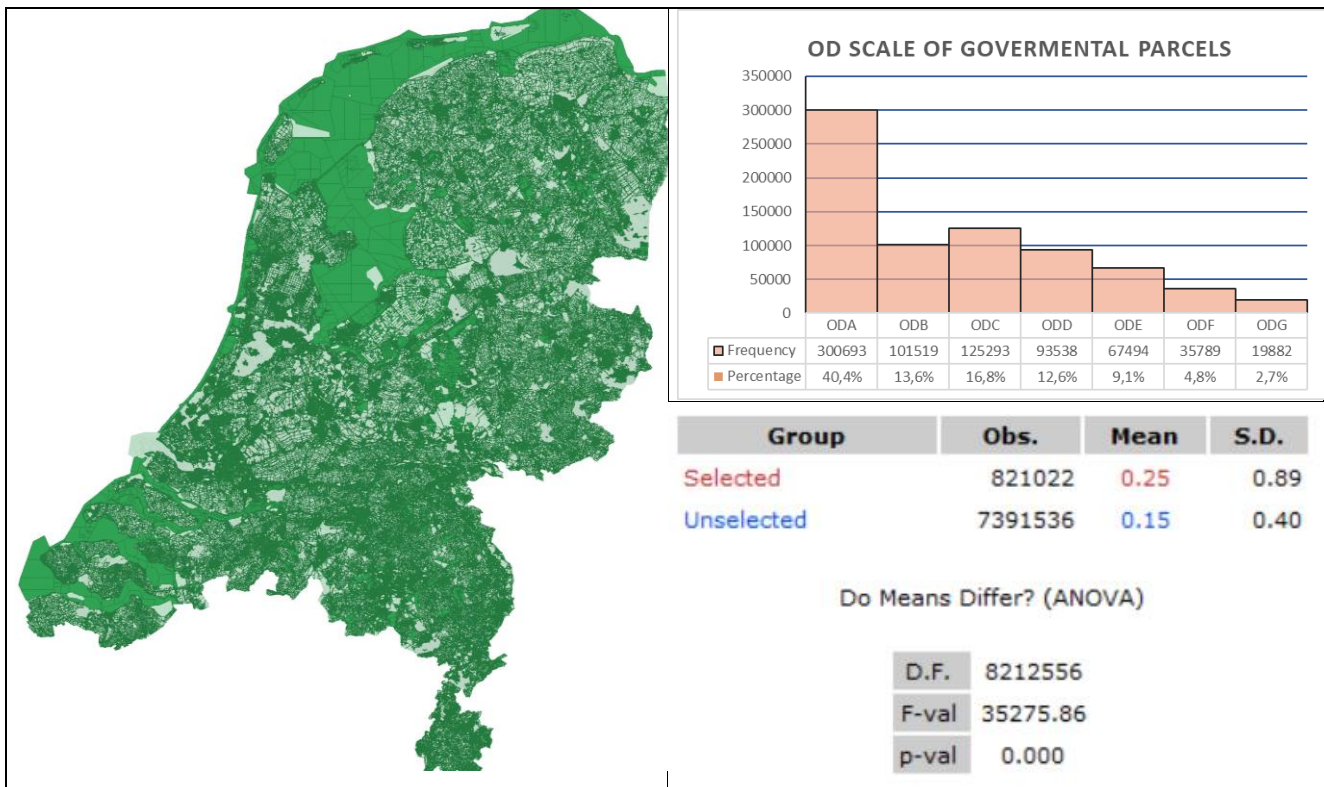 OD SCALE OF GOVERMENTAL PARCELS
350000
300000
250000
200000
150000
100000
50000
0
ODA ODB ODC ODD ODE ODF ODG
Frequency 300693 101519 125293 93538 67494 35789 19882
Percentage 40,4% 13,6% 16,8% 12,6% 9,1% 4,8% 2,7%
Group Obs. Mean S.D.
Selected 821022 0.25 0.89
Unselected 7391536 0.15 0.40
Do Means Differ? (ANOVA)
D.F. 8212556
F-val 35275.86
p-val 0.000